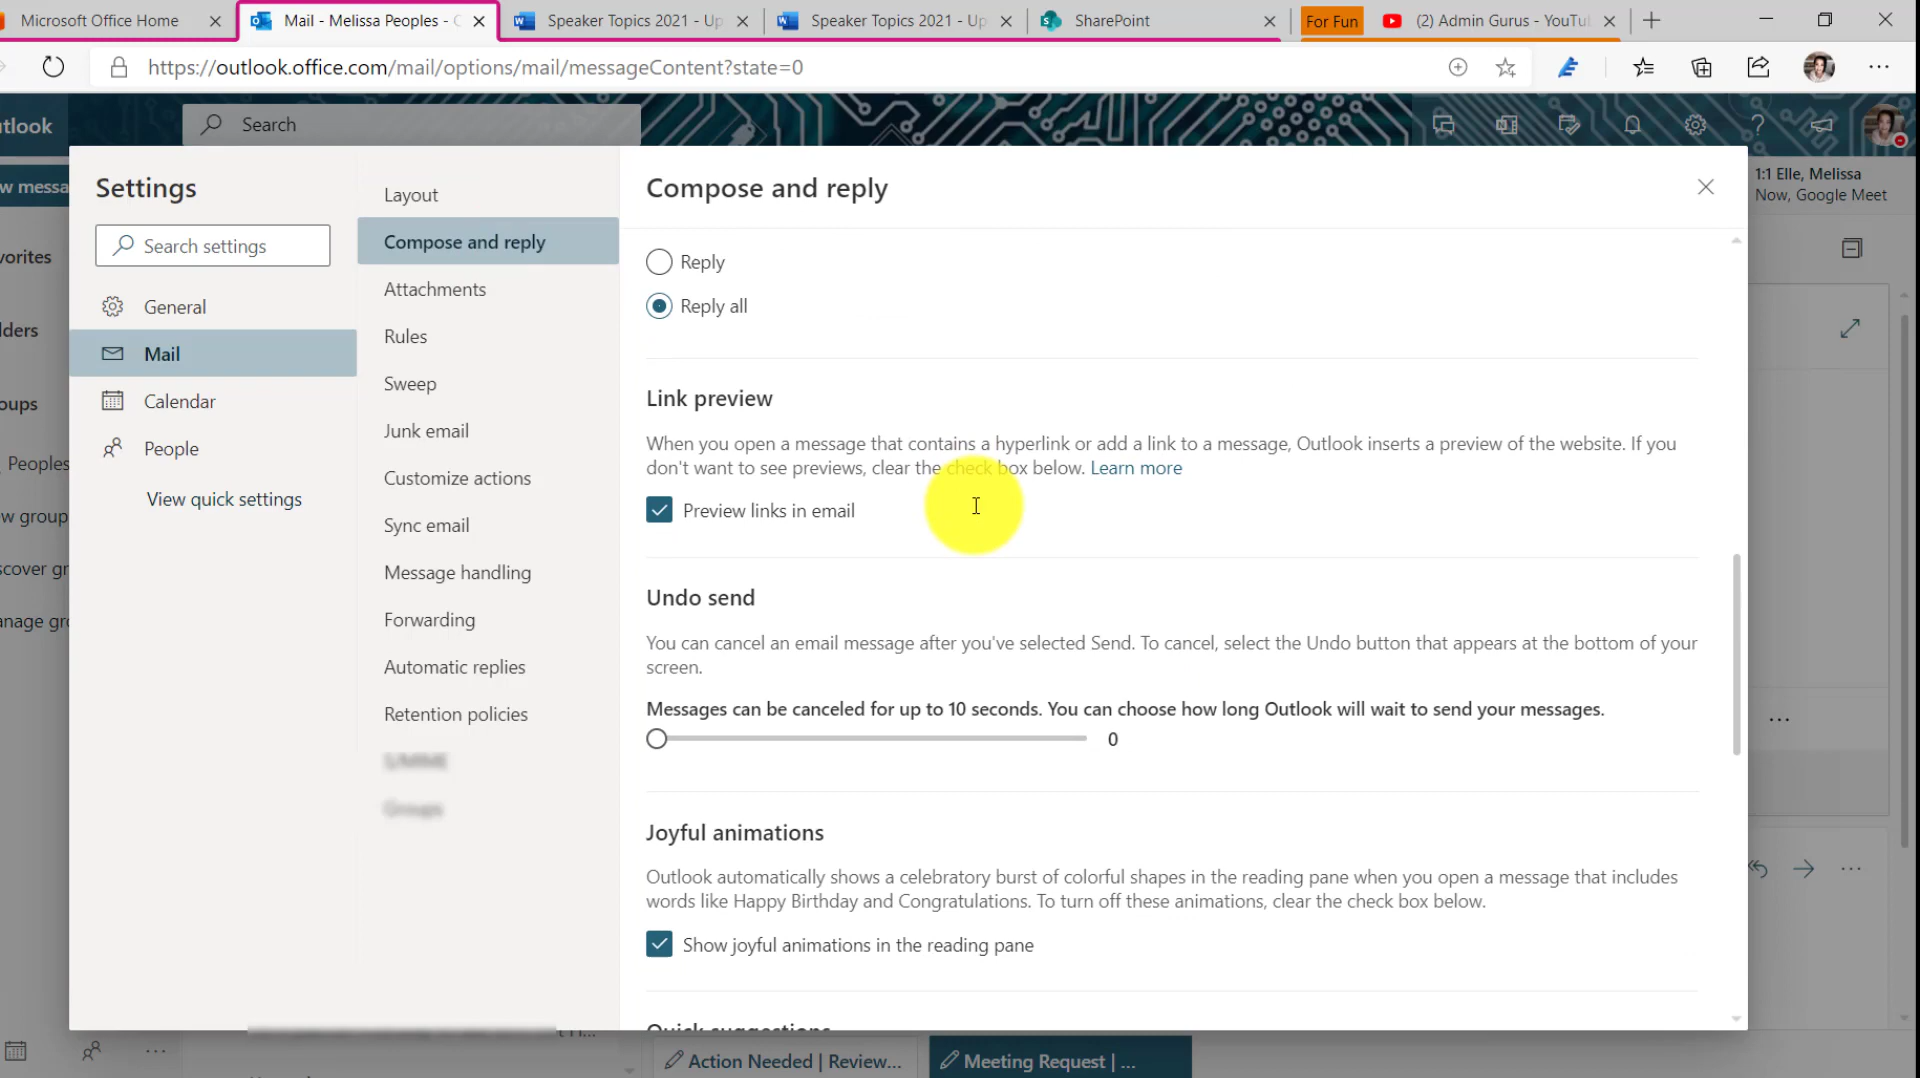 Microsoft Office Home
Mail - Melissa Peoples -
Speaker Topics 2021 - Up
Speaker Topics 2021 - Up
SharePoint
For Fun
(2) Admin Gurus - YouTu
https://outlook.office.com/mail/options/mail/messageContent?state=0
utlook
Search
w messa
1:1 Elle, Melissa
Now, Google Meet
vorites
lders
oups
Peoples
w group
scover gr
anage gro
Settings
Search settings
General
Mail
Calendar
People
View quick settings
Layout
Compose and reply
Attachments
Rules
Sweep
Junk email
Customize actions
Sync email
Message handling
Forwarding
Automatic replies
Retention policies
S/MIME
Groups
Compose and reply
Reply
Reply all
Link preview
When you open a message that contains a hyperlink or add a link to a message, Outlook inserts a preview of the website. If you
don't want to see previews, clear the check box below. Learn more
Preview links in email
Undo send
You can cancel an email message after you've selected Send. To cancel, select the Undo button that appears at the bottom of your
screen.
Messages can be canceled for up to 10 seconds. You can choose how long Outlook will wait to send your messages.
0
Joyful animations
Outlook automatically shows a celebratory burst of colorful shapes in the reading pane when you open a message that includes
words like Happy Birthday and Congratulations. To turn off these animations, clear the check box below.
Show joyful animations in the reading pane
Quick suggestions
Action Needed | Review...
Meeting Request | ...